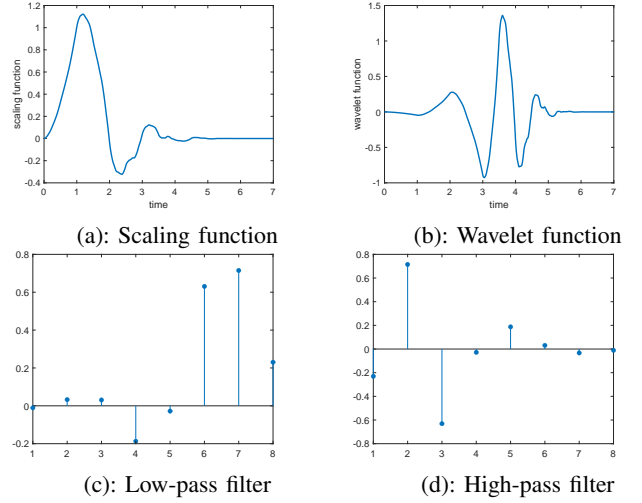 1.2
1
0.8
0.6
0.4
0.2
0
-0.2
-0.4
scaling function
0 1 2 3 4 5 6 7
time
(a): Scaling function
1.5
1
0.5
0
-0.5
-1
wavelet function
0 1 2 3 4 5 6 7
time
(b): Wavelet function
0.8
0.6
0.4
0.2
0
-0.2
1 2 3 4 5 6 7 8
(c): Low-pass filter
0.8
0.6
0.4
0.2
0
-0.2
-0.4
-0.6
-0.8
1 2 3 4 5 6 7 8
(d): High-pass filter